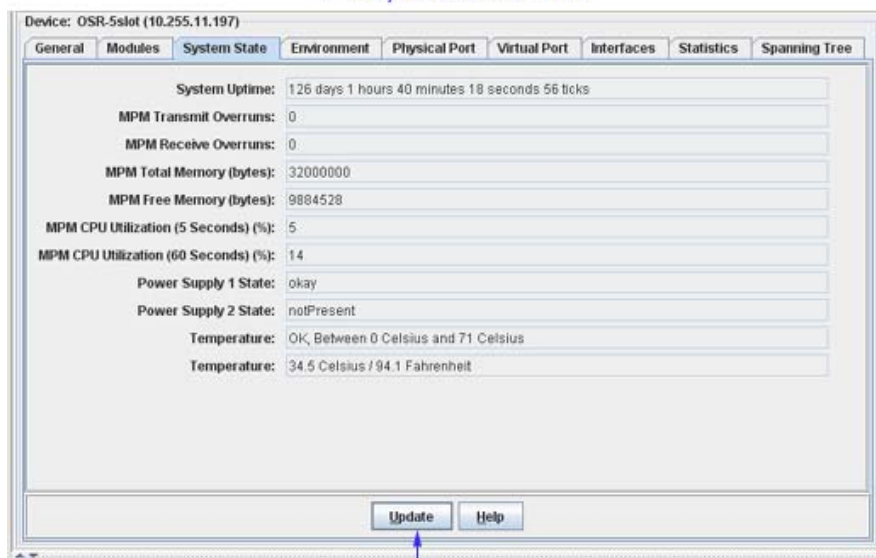 Device: OSR-5slot (10.255.11.197)
General Modules System State Environment Physical Port Virtual Port Interfaces Statistics Spanning Tree
System Uptime: 126 days 1 hours 40 minutes 18 seconds 56 ticks
MPM Transmit Overruns: 0
MPM Receive Overruns: 0
MPM Total Memory (bytes): 32000000
MPM Free Memory (bytes): 9884528
MPM CPU Utilization (5 Seconds) (%): 5
MPM CPU Utilization (60 Seconds) (%): 14
Power Supply 1 State: okay
Power Supply 2 State: notPresent
Temperature: OK, Between 0 Celsius and 71 Celsius
Temperature: 34.5 Celsius / 94.1 Fahrenheit
Update Help